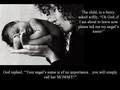 The child, in a hurry
asked softly, "Oh God, if
I am about to leave now
please tell me my angel's
name?
God replied, "Your angel's name is of no importance... you will simply
call her MOMMY!"